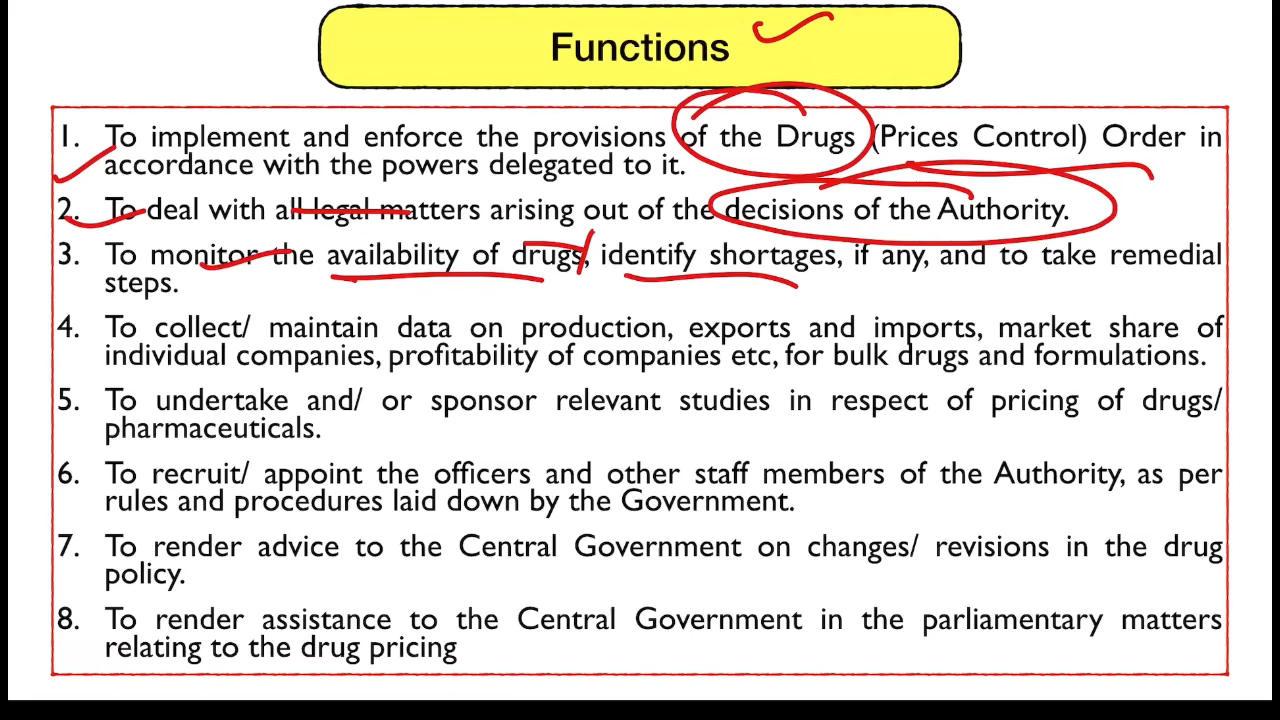 Functions
1. To implement and enforce the provisions of the Drugs (Prices Control) Order in
accordance with the powers delegated to it.
2. To deal with all legal matters arising out of the decisions of the Authority.
3. To monitor the availability of drugs, identify shortages, if any, and to take remedial
steps.
4. To collect/ maintain data on production, exports and imports, market share of
individual companies, profitability of companies etc, for bulk drugs and formulations.
5. To undertake and/ or sponsor relevant studies in respect of pricing of drugs/
pharmaceuticals.
6. To recruit/ appoint the officers and other staff members of the Authority, as per
rules and procedures laid down by the Government.
7. To render advice to the Central Government on changes/ revisions in the drug
policy.
8. To render assistance to the Central Government in the parliamentary matters
relating to the drug pricing